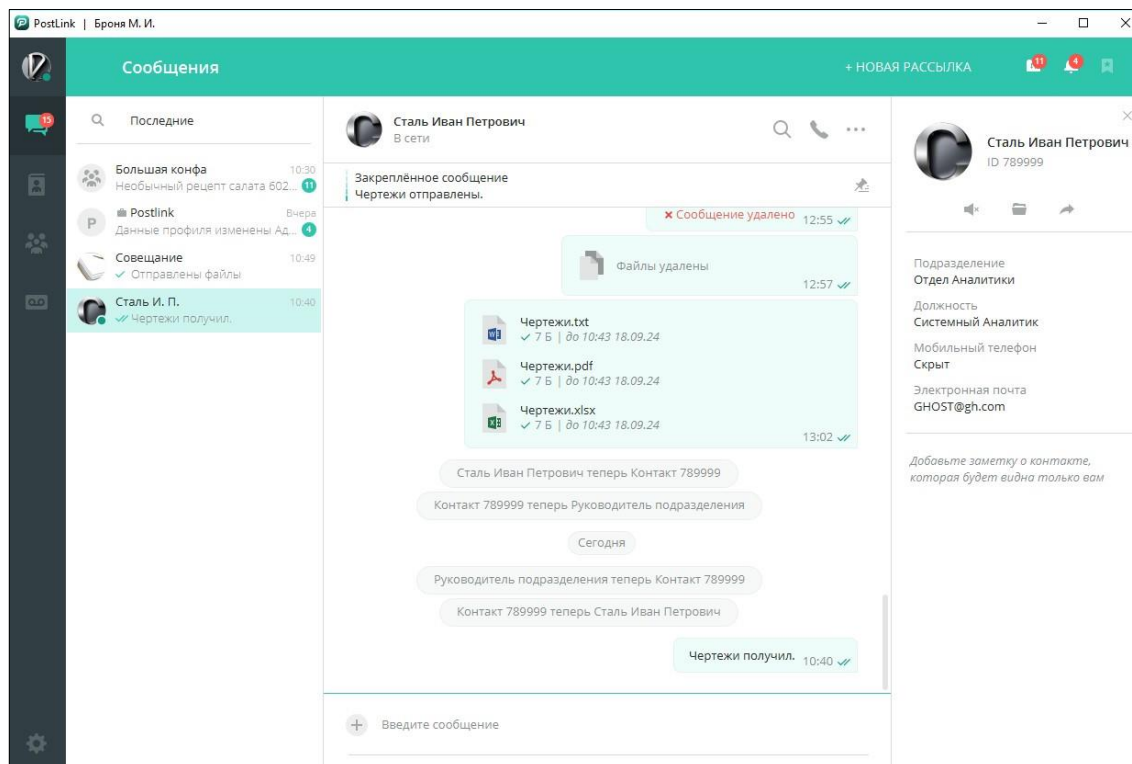 PostLink | Броня М. И.
Сообщения
+ НОВАЯ РАССЫЛКА
11
4
15
Последние
Большая конфа 10:30
Необычный рецепт салата 602... 11
P
Postlink Вчера
Данные профиля изменены Ад... 4
Совещание 10:49
Отправлены файлы
Сталь И. П. 10:40
Чертежи получил.
Сталь Иван Петрович
В сети
Закреплённое сообщение
Чертежи отправлены.
Сообщение удалено 12:55
Файлы удалены
12:57
Чертежи.txt
7 Б | до 10:43 18.09.24
Чертежи.pdf
7 Б | до 10:43 18.09.24
Чертежи.xlsx
7 Б | до 10:43 18.09.24
13:02
Сталь Иван Петрович теперь Контакт 789999
Контакт 789999 теперь Руководитель подразделения
Сегодня
Руководитель подразделения теперь Контакт 789999
Контакт 789999 теперь Сталь Иван Петрович
Чертежи получил. 10:40
Введите сообщение
Сталь Иван Петрович
ID 789999
Подразделение
Отдел Аналитики
Должность
Системный Аналитик
Мобильный телефон
Скрыт
Электронная почта
GHOST@gh.com
Добавьте заметку о контакте,
которая будет видна только вам